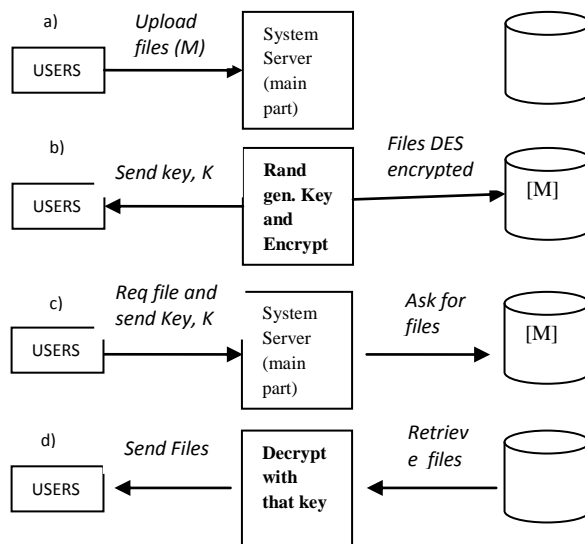 a)
Upload
files (M)
USERS
System
Server
(main
part)
b)
Send key, K
USERS
Rand
gen. Key
and
Encrypt
Files DES
encrypted
[M]
c)
Req file and
send Key, K
USERS
System
Server
(main
part)
Ask for
files
[M]
d)
Send Files
USERS
Decrypt
with
that key
Retriev
e files